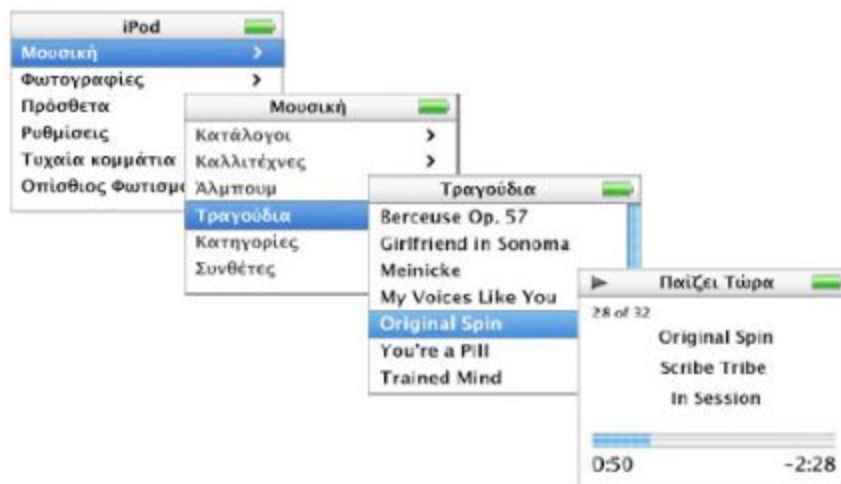 iPod
Μουσική
Φωτογραφίες
Πρόσθετα
Ρυθμίσεις
Τυχαία κομμάτια
Οπίσθιος Φωτισμο
Μουσική
Κατάλογοι
Καλλιτέχνες
Άλμπουμ
Τραγούδια
Κατηγορίες
Συνθέτες
Τραγούδια
Berceuse Op. 57
Girlfriend in Sonoma
Meinicke
My Voices Like You
Original Spin
You're a Pill
Trained Mind
Παίζει Τώρα
28 of 32
Original Spin
Scribe Tribe
In Session
0:50 -2:28